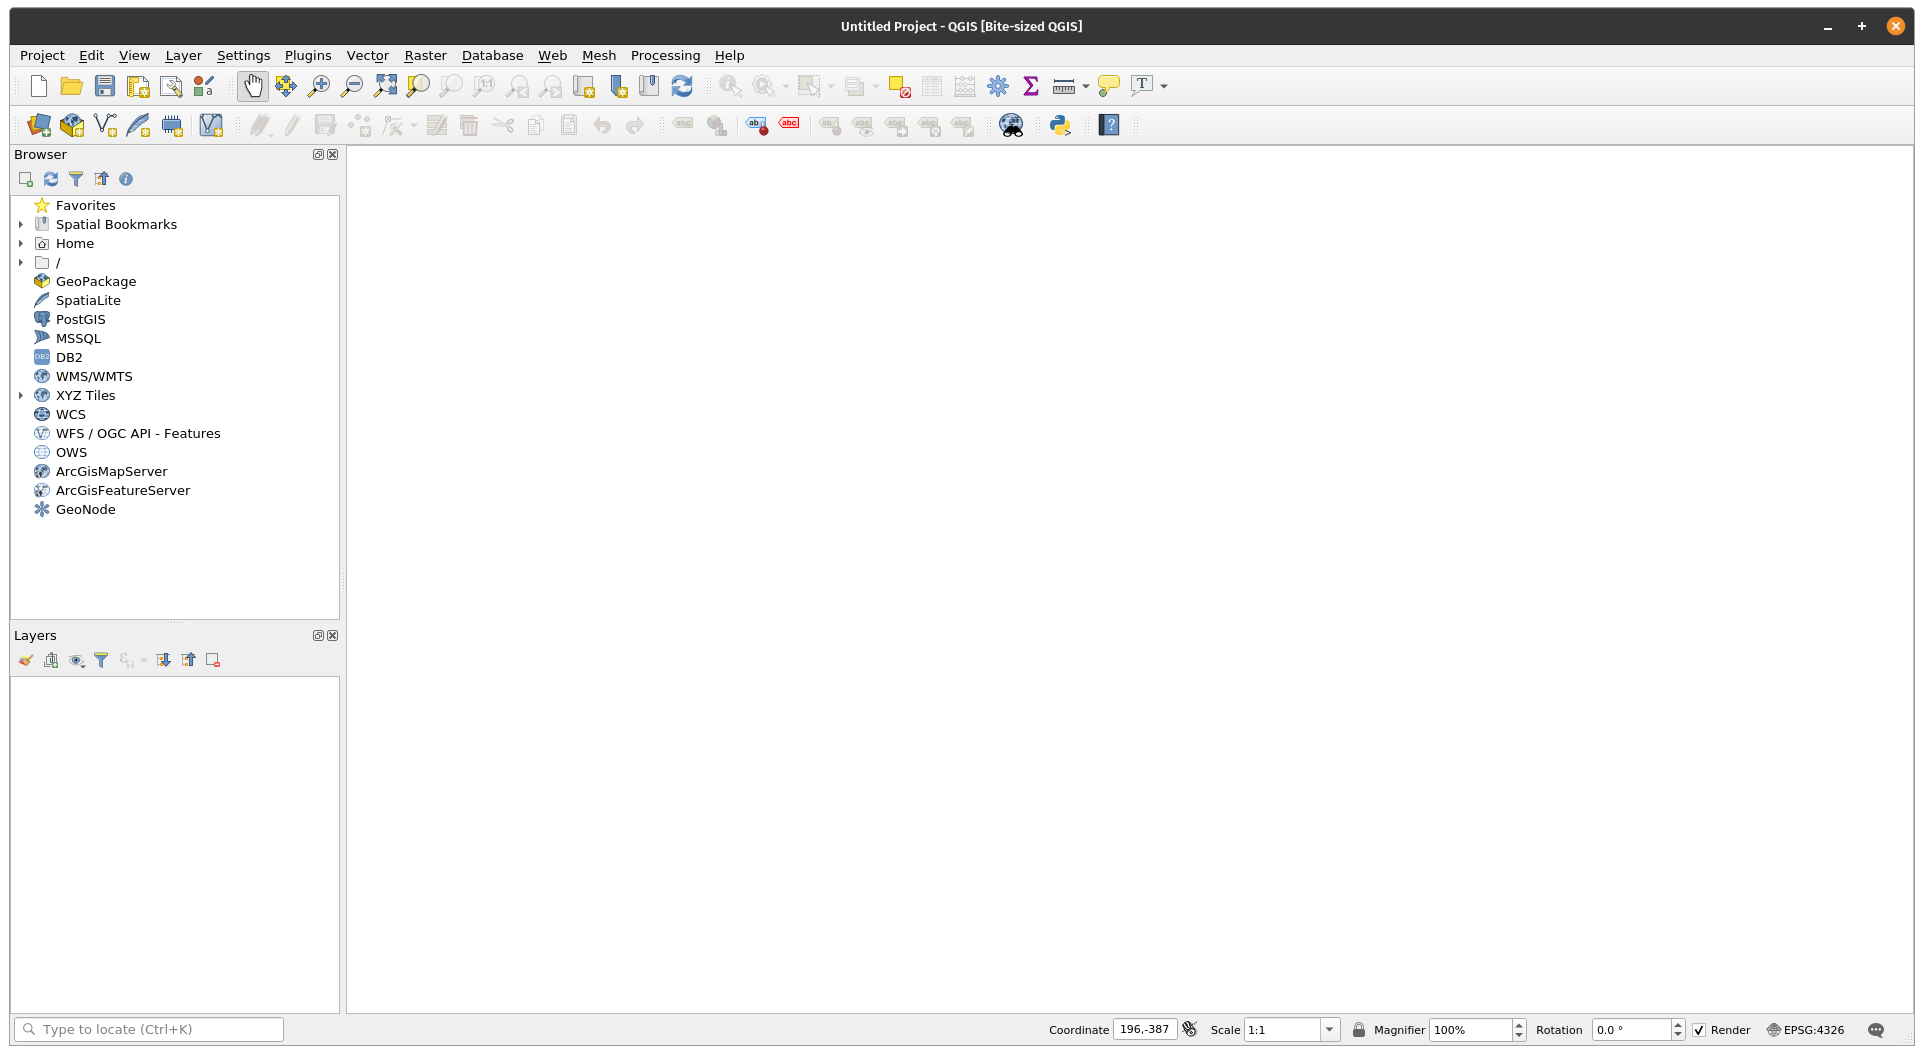 Untitled Project - QGIS [Bite-sized QGIS]
Project Edit View Layer Settings Plugins Vector Raster Database Web Mesh Processing Help
Browser
Favorites
Spatial Bookmarks
Home
/
GeoPackage
SpatiaLite
PostGIS
MSSQL
DB2 DB2
WMS/WMTS
XYZ Tiles
WCS
WFS / OGC API - Features
OWS
ArcGisMapServer
ArcGisFeatureServer
GeoNode
Layers
Type to locate (Ctrl+K)
Coordinate 196,-387 Scale 1:1 Magnifier 100% Rotation 0.0 ° Render EPSG:4326